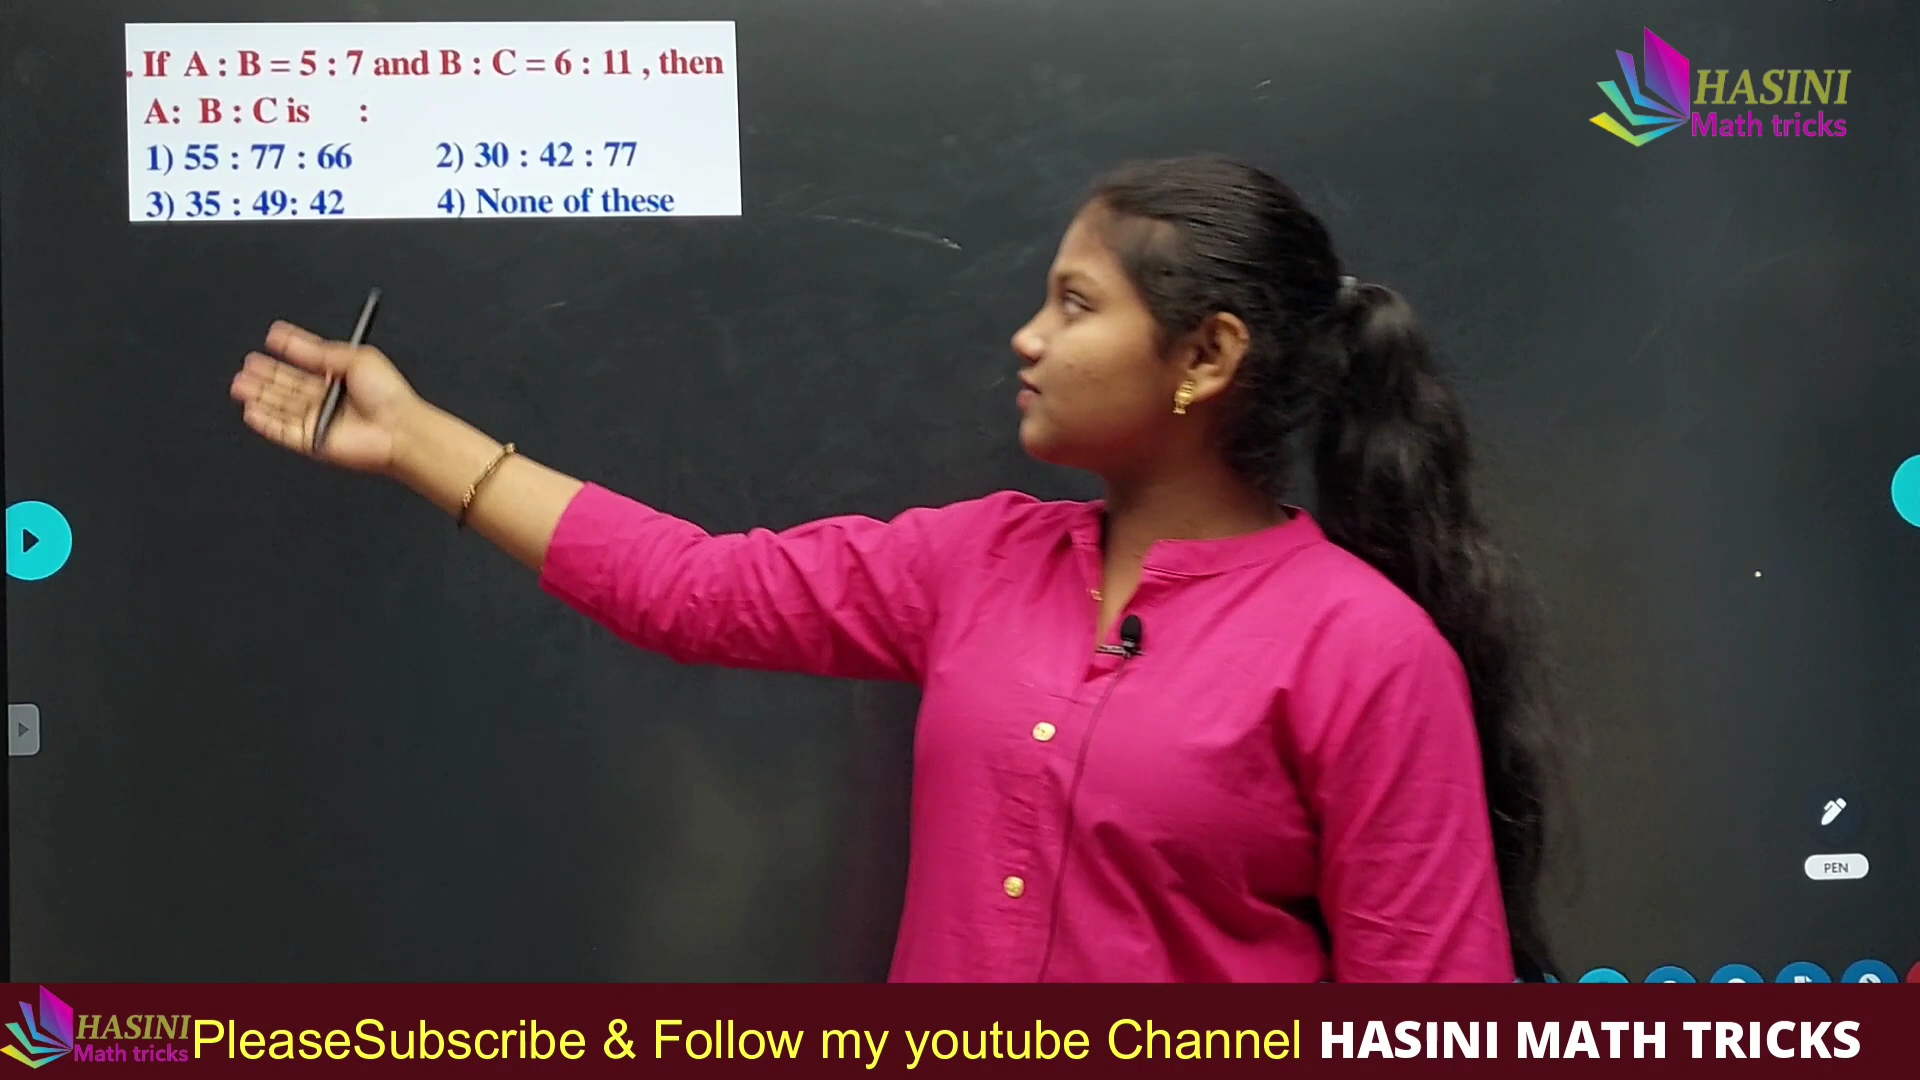 . If A : B = 5 : 7 and B : C = 6 : 11 , then
A: B : C is :
1) 55 : 77 : 66 2) 30 : 42 : 77
3) 35 : 49: 42 4) None of these
HASINI
Math tricks
PEN
HASINI
Math tricks
PleaseSubscribe & Follow my youtube Channel HASINI MATH TRICKS